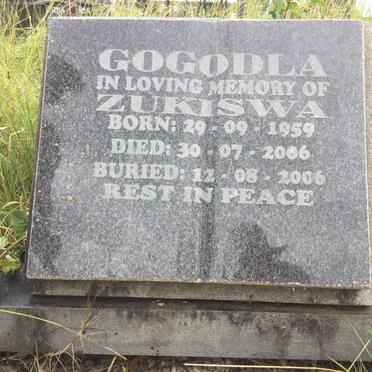 GOGODLA
IN LOVING MEMORY OF
ZUKISWA
BORN: 29 - 09 - 1959
DIED: 30 - 07 - 2006
BURIED: 12 - 08 - 2006
REST IN PEACE